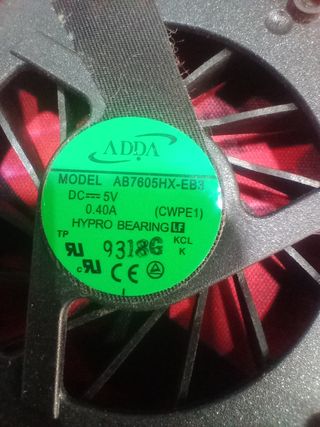 ADDA
MODEL AB7605HX-EB3
DC 5V
0.40A (CWPE1)
HYPRO BEARING LF
TP KCL
9318G K
c
CE